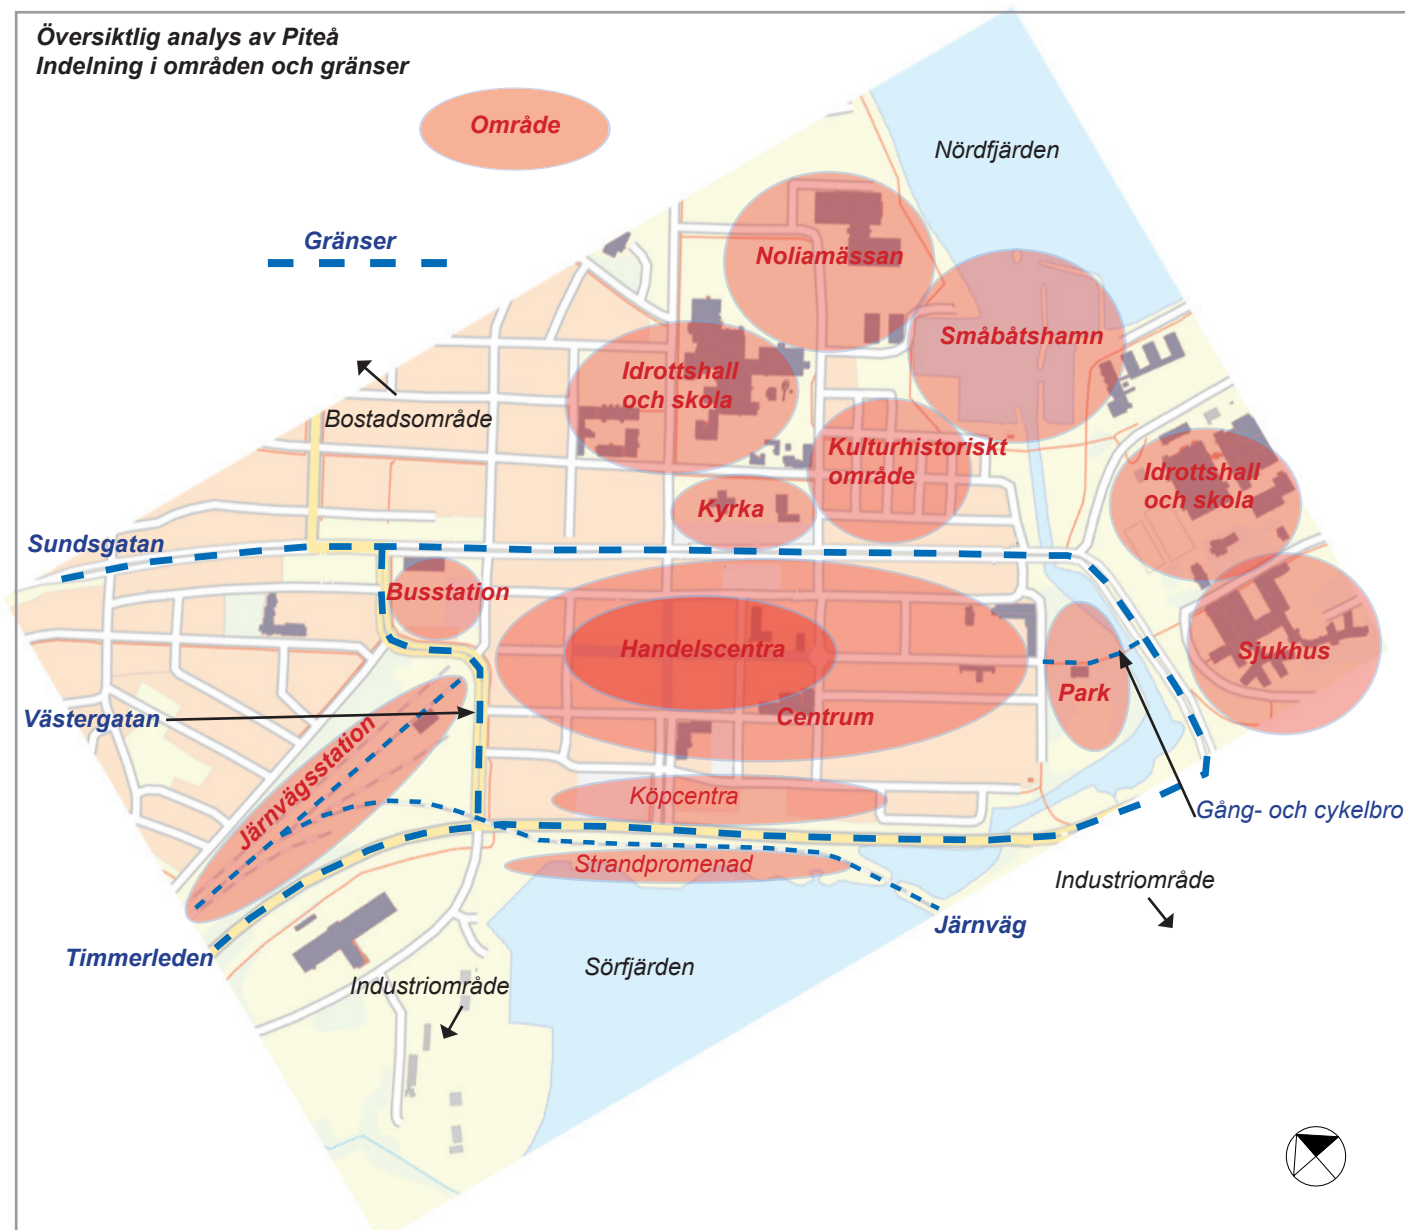 Översiktlig analys av Piteå
Indelning i områden och gränser
Område
Nördfjärden
Gränser
Noliamässan
Småbåtshamn
Idrottshall
och skola
Bostadsområde
Kulturhistoriskt
område
Idrottshall
och skola
Kyrka
Sundsgatan
Busstation
Handelscentra
Sjukhus
Park
Västergatan
Centrum
Järnvägsstation
Köpcentra
Gång- och cykelbro
Strandpromenad
Industriområde
Järnväg
Timmerleden
Sörfjärden
Industriområde